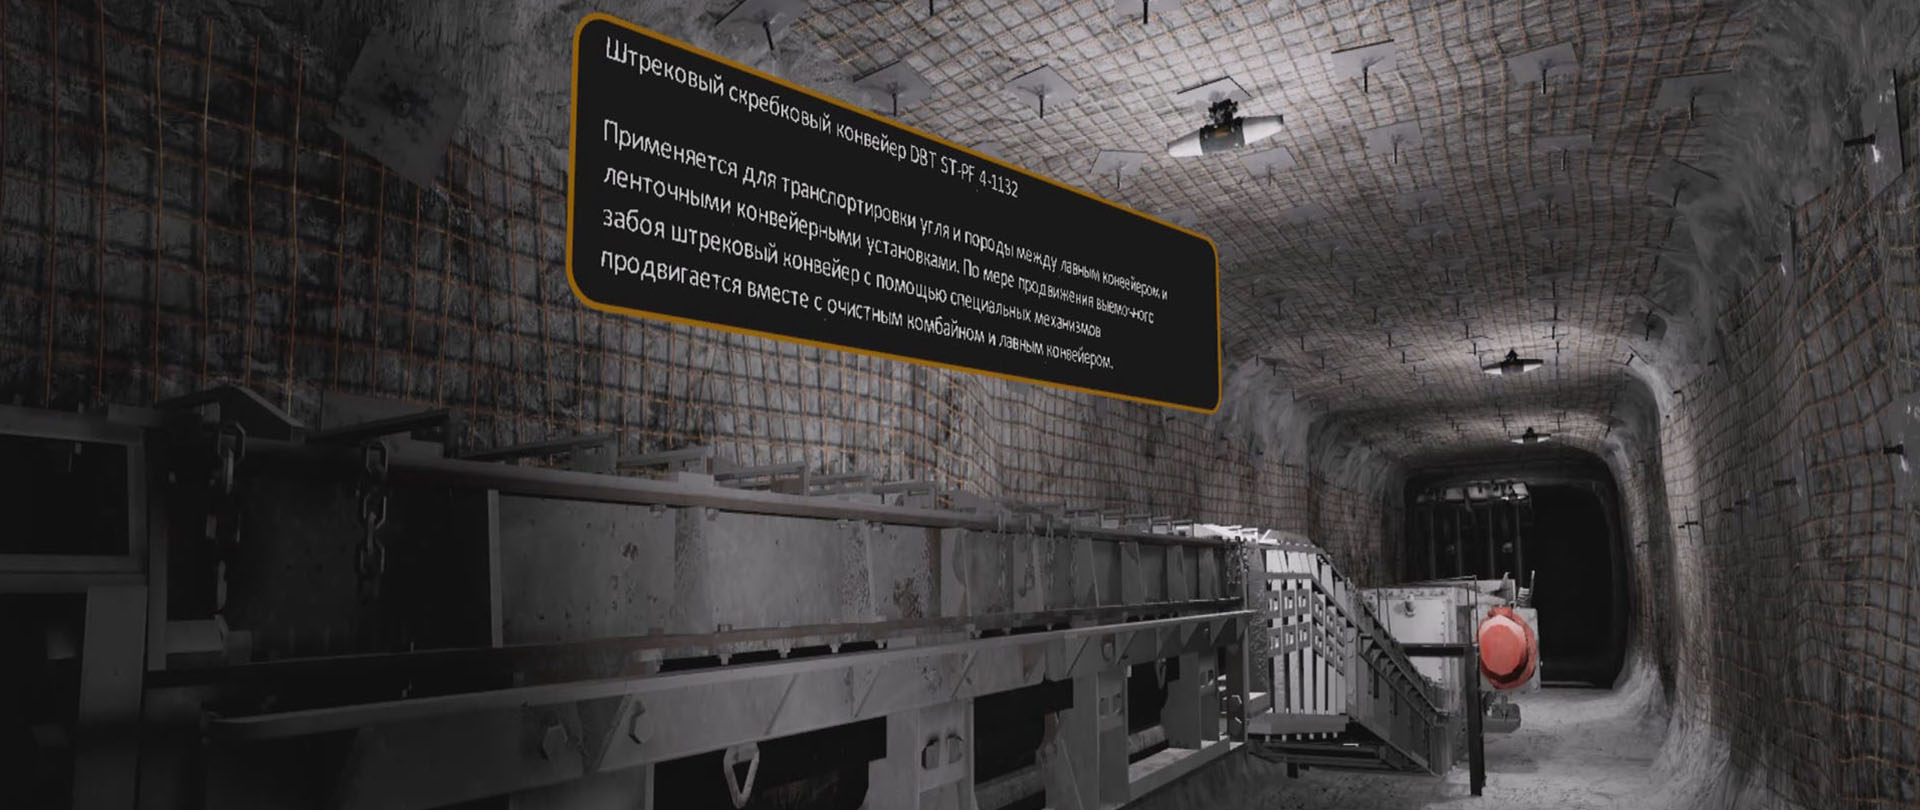 Штрековый скребковый конвейер DBT ST-PF 4-1132
Применяется для транспортировки угля и породы между лавным конвейером и
ленточными конвейерными установками. По мере продвижения выемочного
забоя штрековый конвейер с помощью специальных механизмов
продвигается вместе с очистным комбайном и лавным конвейером.